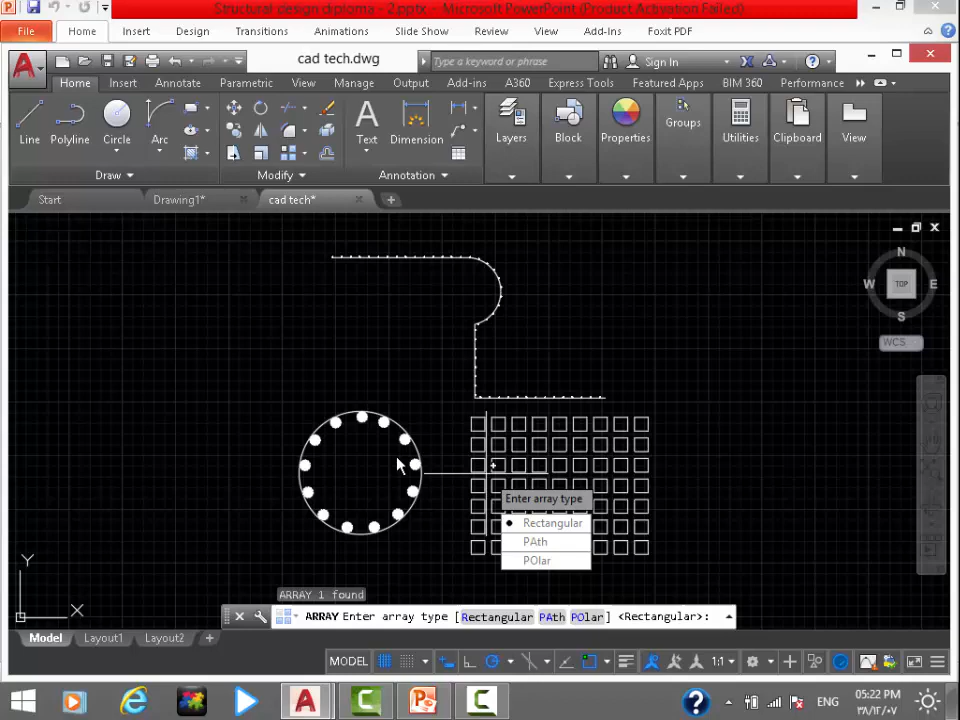 Structural design diploma - 2.pptx - Microsoft PowerPoint (Product Activation Failed)
File Home Insert Design Transitions Animations Slide Show Review View Add-Ins Foxit PDF
cad tech.dwg Type a keyword or phrase Sign In
Home Insert Annotate Parametric View Manage Output Add-ins A360 Express Tools Featured Apps BIM 360 Performance
Line Polyline Circle Arc Text Dimension Layers Block Properties Groups Utilities Clipboard View
Draw Modify Annotation
Start Drawing1* cad tech*
N
W TOP E
S
WCS
Enter array type
Rectangular
PAth
POlar
Y
X
ARRAY 1 found
ARRAY Enter array type [Rectangular PAth POlar] <Rectangular>:
Model Layout1 Layout2
MODEL 1:1
ENG 05:22 PM
٣٨/١٢/٠٧